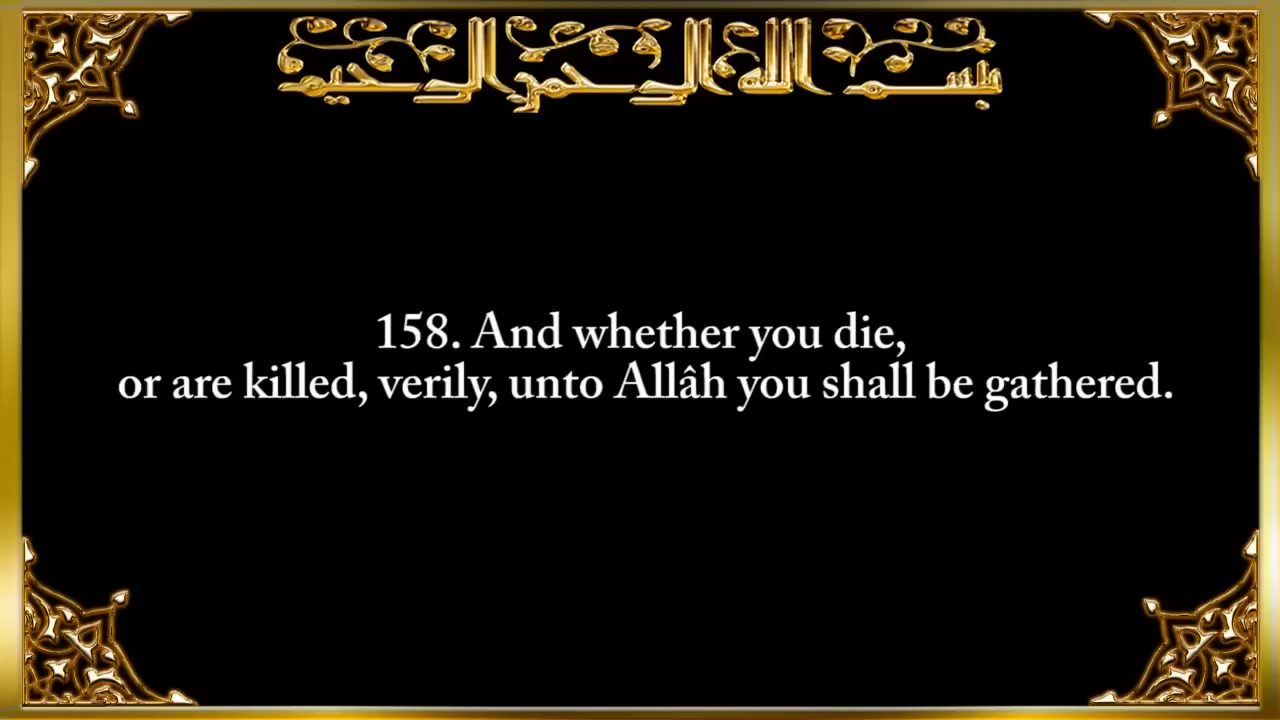 بسم الله الرحمن الرحيم
158. And whether you die,
or are killed, verily, unto Allâh you shall be gathered.